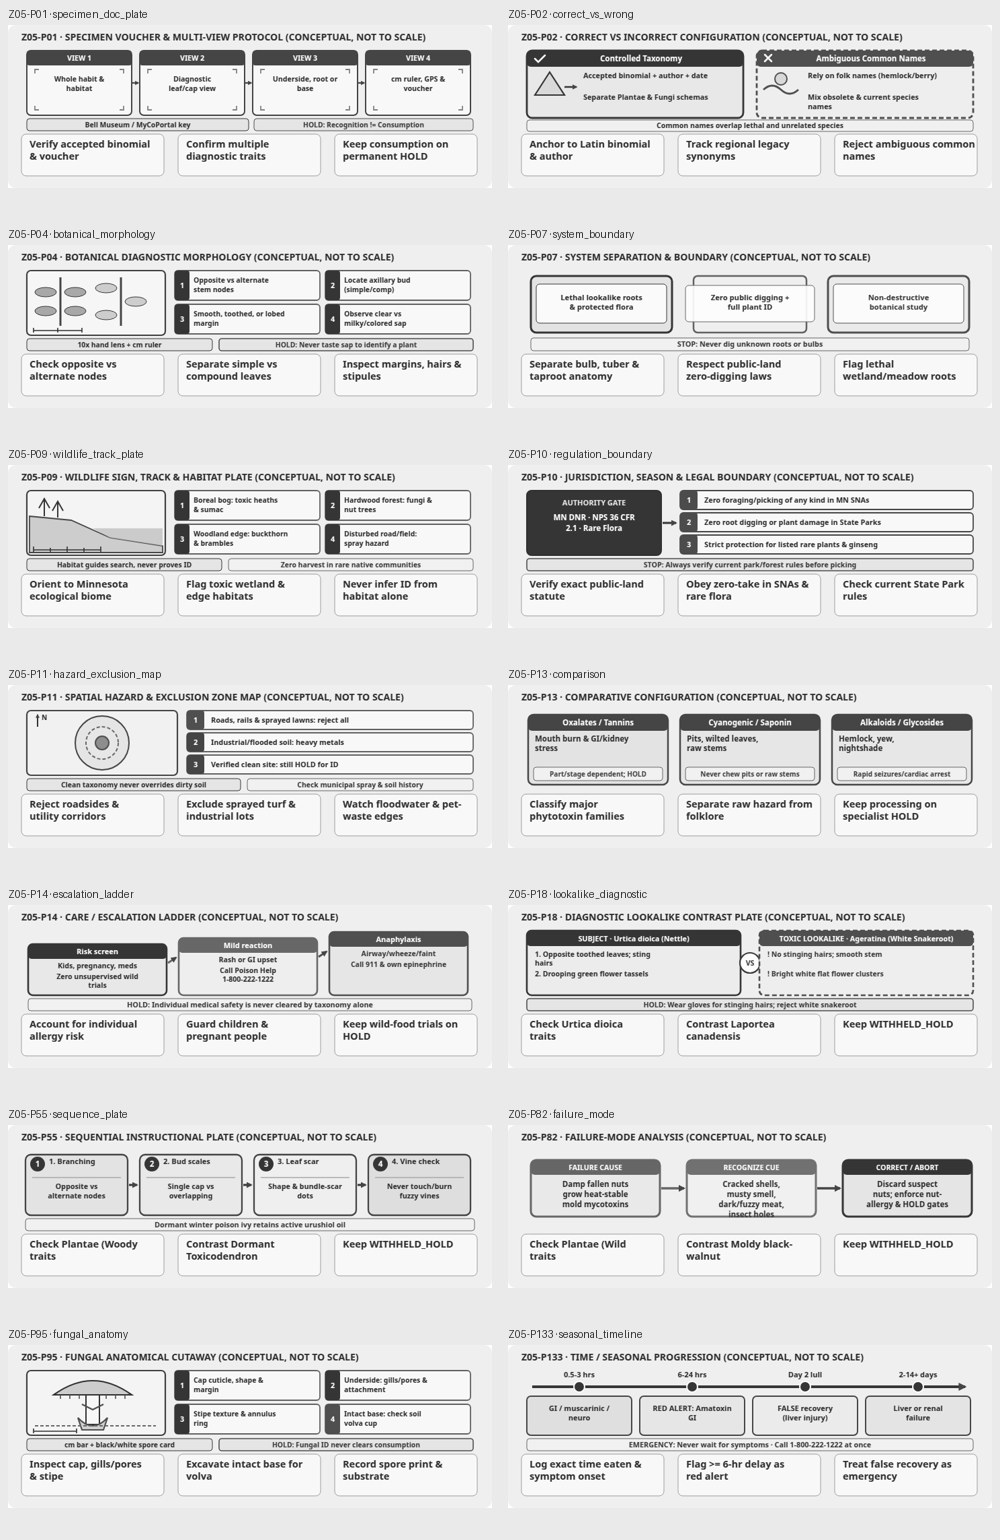 Z05-P01 · specimen_doc_plate
Z05-P01 · SPECIMEN VOUCHER & MULTI-VIEW PROTOCOL (CONCEPTUAL, NOT TO SCALE)
VIEW 1
Whole habit &
habitat
VIEW 2
Diagnostic
leaf/cap view
VIEW 3
Underside, root or
base
VIEW 4
cm ruler, GPS &
voucher
Bell Museum / MyCoPortal key
HOLD: Recognition != Consumption
Verify accepted binomial
& voucher
Confirm multiple
diagnostic traits
Keep consumption on
permanent HOLD
Z05-P02 · correct_vs_wrong
Z05-P02 · CORRECT VS INCORRECT CONFIGURATION (CONCEPTUAL, NOT TO SCALE)
Controlled Taxonomy
Accepted binomial + author + date
Separate Plantae & Fungi schemas
Ambiguous Common Names
Rely on folk names (hemlock/berry)
Mix obsolete & current species
names
Common names overlap lethal and unrelated species
Anchor to Latin binomial
& author
Track regional legacy
synonyms
Reject ambiguous common
names
Z05-P04 · botanical_morphology
Z05-P04 · BOTANICAL DIAGNOSTIC MORPHOLOGY (CONCEPTUAL, NOT TO SCALE)
1 Opposite vs alternate
stem nodes
2 Locate axillary bud
(simple/comp)
3 Smooth, toothed, or lobed
margin
4 Observe clear vs
milky/colored sap
10x hand lens + cm ruler
HOLD: Never taste sap to identify a plant
Check opposite vs
alternate nodes
Separate simple vs
compound leaves
Inspect margins, hairs &
stipules
Z05-P07 · system_boundary
Z05-P07 · SYSTEM SEPARATION & BOUNDARY (CONCEPTUAL, NOT TO SCALE)
Lethal lookalike roots
& protected flora
Zero public digging +
full plant ID
Non-destructive
botanical study
STOP: Never dig unknown roots or bulbs
Separate bulb, tuber &
taproot anatomy
Respect public-land
zero-digging laws
Flag lethal
wetland/meadow roots
Z05-P09 · wildlife_track_plate
Z05-P09 · WILDLIFE SIGN, TRACK & HABITAT PLATE (CONCEPTUAL, NOT TO SCALE)
1 Boreal bog: toxic heaths
& sumac
2 Hardwood forest: fungi &
nut trees
3 Woodland edge: buckthorn
& brambles
4 Disturbed road/field:
spray hazard
Habitat guides search, never proves ID
Zero harvest in rare native communities
Orient to Minnesota
ecological biome
Flag toxic wetland &
edge habitats
Never infer ID from
habitat alone
Z05-P10 · regulation_boundary
Z05-P10 · JURISDICTION, SEASON & LEGAL BOUNDARY (CONCEPTUAL, NOT TO SCALE)
AUTHORITY GATE
MN DNR · NPS 36 CFR
2.1 · Rare Flora
1 Zero foraging/picking of any kind in MN SNAs
2 Zero root digging or plant damage in State Parks
3 Strict protection for listed rare plants & ginseng
STOP: Always verify current park/forest rules before picking
Verify exact public-land
statute
Obey zero-take in SNAs &
rare flora
Check current State Park
rules
Z05-P11 · hazard_exclusion_map
Z05-P11 · SPATIAL HAZARD & EXCLUSION ZONE MAP (CONCEPTUAL, NOT TO SCALE)
N
1 Roads, rails & sprayed lawns: reject all
2 Industrial/flooded soil: heavy metals
3 Verified clean site: still HOLD for ID
Clean taxonomy never overrides dirty soil
Check municipal spray & soil history
Reject roadsides &
utility corridors
Exclude sprayed turf &
industrial lots
Watch floodwater & pet-
waste edges
Z05-P13 · comparison
Z05-P13 · COMPARATIVE CONFIGURATION (CONCEPTUAL, NOT TO SCALE)
Oxalates / Tannins
Mouth burn & GI/kidney
stress
Part/stage dependent; HOLD
Cyanogenic / Saponin
Pits, wilted leaves,
raw stems
Never chew pits or raw stems
Alkaloids / Glycosides
Hemlock, yew,
nightshade
Rapid seizures/cardiac arrest
Classify major
phytotoxin families
Separate raw hazard from
folklore
Keep processing on
specialist HOLD
Z05-P14 · escalation_ladder
Z05-P14 · CARE / ESCALATION LADDER (CONCEPTUAL, NOT TO SCALE)
Risk screen
Kids, pregnancy, meds
Zero unsupervised wild
trials
Mild reaction
Rash or GI upset
Call Poison Help
1-800-222-1222
Anaphylaxis
Airway/wheeze/faint
Call 911 & own epinephrine
HOLD: Individual medical safety is never cleared by taxonomy alone
Account for individual
allergy risk
Guard children &
pregnant people
Keep wild-food trials on
HOLD
Z05-P18 · lookalike_diagnostic
Z05-P18 · DIAGNOSTIC LOOKALIKE CONTRAST PLATE (CONCEPTUAL, NOT TO SCALE)
SUBJECT · Urtica dioica (Nettle)
1. Opposite toothed leaves; sting
hairs
2. Drooping green flower tassels
VS
TOXIC LOOKALIKE · Ageratina (White Snakeroot)
! No stinging hairs; smooth stem
! Bright white flat flower clusters
HOLD: Wear gloves for stinging hairs; reject white snakeroot
Check Urtica dioica
traits
Contrast Laportea
canadensis
Keep WITHHELD_HOLD
Z05-P55 · sequence_plate
Z05-P55 · SEQUENTIAL INSTRUCTIONAL PLATE (CONCEPTUAL, NOT TO SCALE)
1 1. Branching
Opposite vs
alternate nodes
2 2. Bud scales
Single cap vs
overlapping
3 3. Leaf scar
Shape & bundle-scar
dots
4 4. Vine check
Never touch/burn
fuzzy vines
Dormant winter poison ivy retains active urushiol oil
Check Plantae (Woody
traits
Contrast Dormant
Toxicodendron
Keep WITHHELD_HOLD
Z05-P82 · failure_mode
Z05-P82 · FAILURE-MODE ANALYSIS (CONCEPTUAL, NOT TO SCALE)
FAILURE CAUSE
Damp fallen nuts
grow heat-stable
mold mycotoxins
RECOGNIZE CUE
Cracked shells,
musty smell,
dark/fuzzy meat,
insect holes
CORRECT / ABORT
Discard suspect
nuts; enforce nut-
allergy & HOLD gates
Check Plantae (Wild
traits
Contrast Moldy black-
walnut
Keep WITHHELD_HOLD
Z05-P95 · fungal_anatomy
Z05-P95 · FUNGAL ANATOMICAL CUTAWAY (CONCEPTUAL, NOT TO SCALE)
1 Cap cuticle, shape &
margin
2 Underside: gills/pores &
attachment
3 Stipe texture & annulus
ring
4 Intact base: check soil
volva cup
cm bar + black/white spore card
HOLD: Fungal ID never clears consumption
Inspect cap, gills/pores
& stipe
Excavate intact base for
volva
Record spore print &
substrate
Z05-P133 · seasonal_timeline
Z05-P133 · TIME / SEASONAL PROGRESSION (CONCEPTUAL, NOT TO SCALE)
0.5-3 hrs
GI / muscarinic /
neuro
6-24 hrs
RED ALERT: Amatoxin
GI
Day 2 lull
FALSE recovery
(liver injury)
2-14+ days
Liver or renal
failure
EMERGENCY: Never wait for symptoms · Call 1-800-222-1222 at once
Log exact time eaten &
symptom onset
Flag >= 6-hr delay as
red alert
Treat false recovery as
emergency